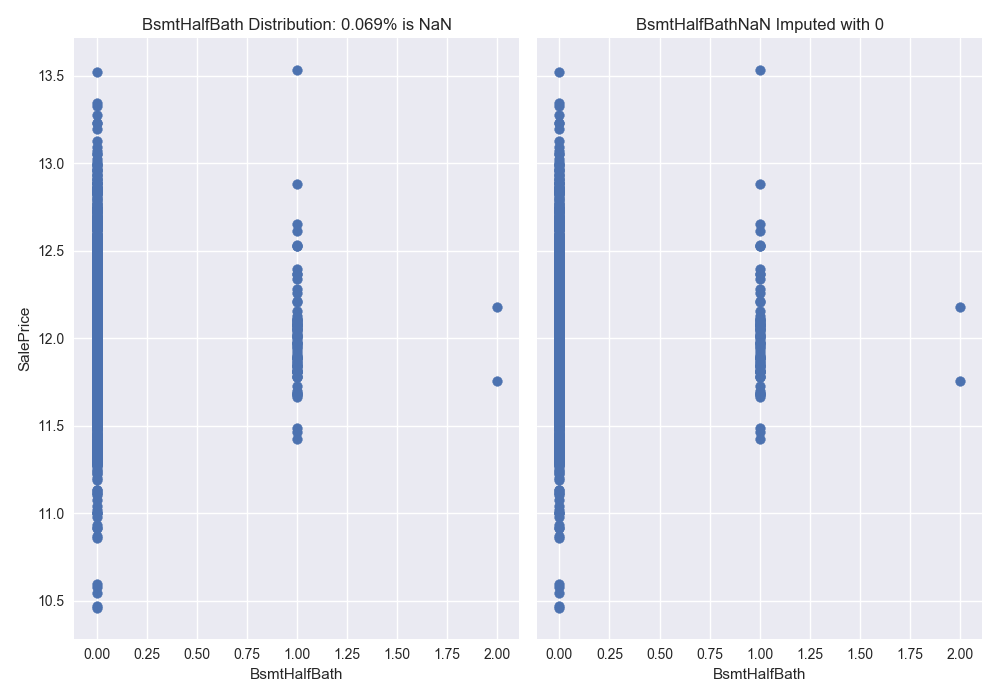 BsmtHalfBath Distribution: 0.069% is NaN
BsmtHalfBathNaN Imputed with 0
13.5
13.0
12.5
12.0
11.5
11.0
10.5
SalePrice
0.00 0.25 0.50 0.75 1.00 1.25 1.50 1.75 2.00
0.00 0.25 0.50 0.75 1.00 1.25 1.50 1.75 2.00
BsmtHalfBath
BsmtHalfBath